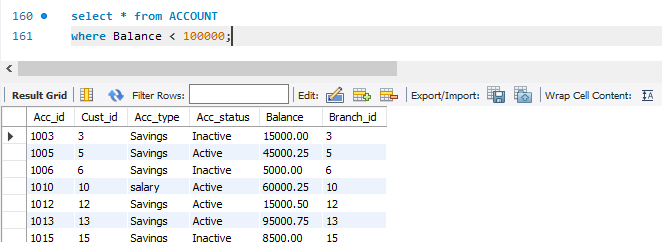 160 select * from ACCOUNT
161 where Balance < 100000;
Result Grid Filter Rows: Edit: Export/Import: Wrap Cell Content: IA
Acc_id Cust_id Acc_type Acc_status Balance Branch_id
1003 3 Savings Inactive 15000.00 3
1005 5 Savings Active 45000.25 5
1006 6 Savings Inactive 5000.00 6
1010 10 salary Active 60000.25 10
1012 12 Savings Active 15000.50 12
1013 13 Savings Active 95000.75 13
1015 15 Savings Inactive 8500.00 15